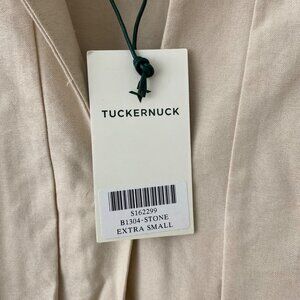 TUCKERNUCK
S162299
B1304-STONE
EXTRA SMALL